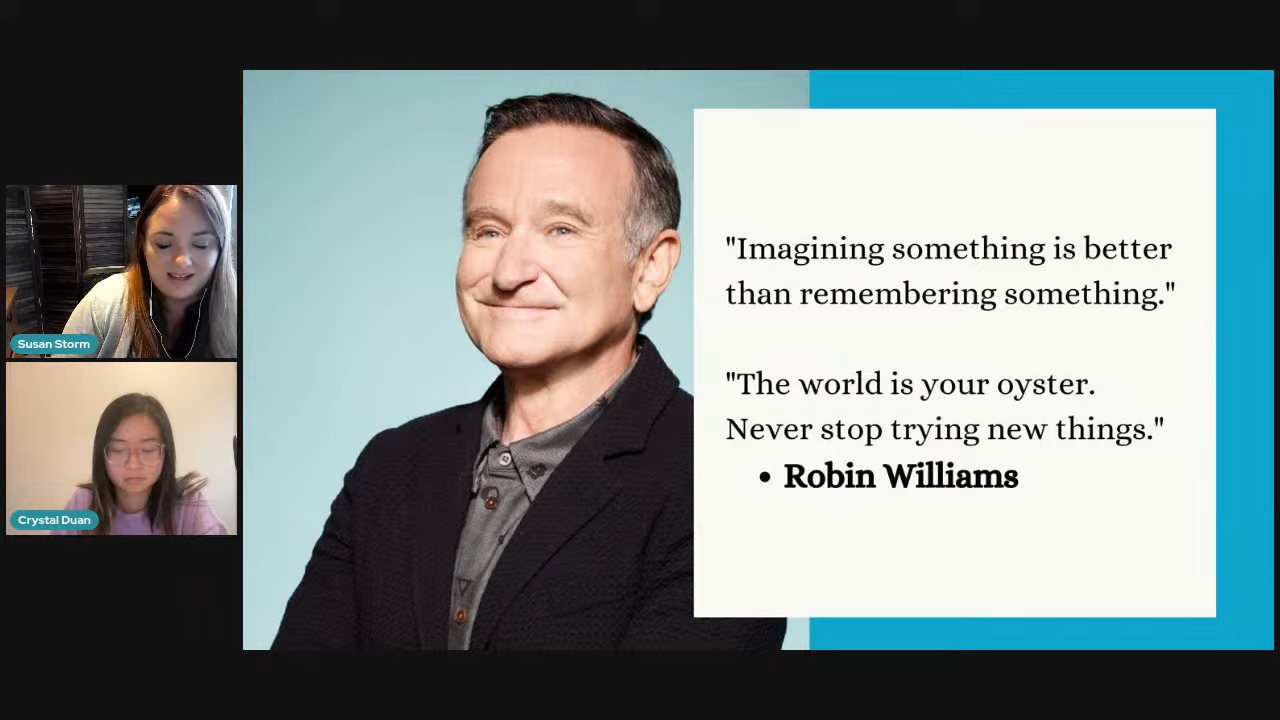 Susan Storm
Crystal Duan
"Imagining something is better
than remembering something."
"The world is your oyster.
Never stop trying new things."
• Robin Williams